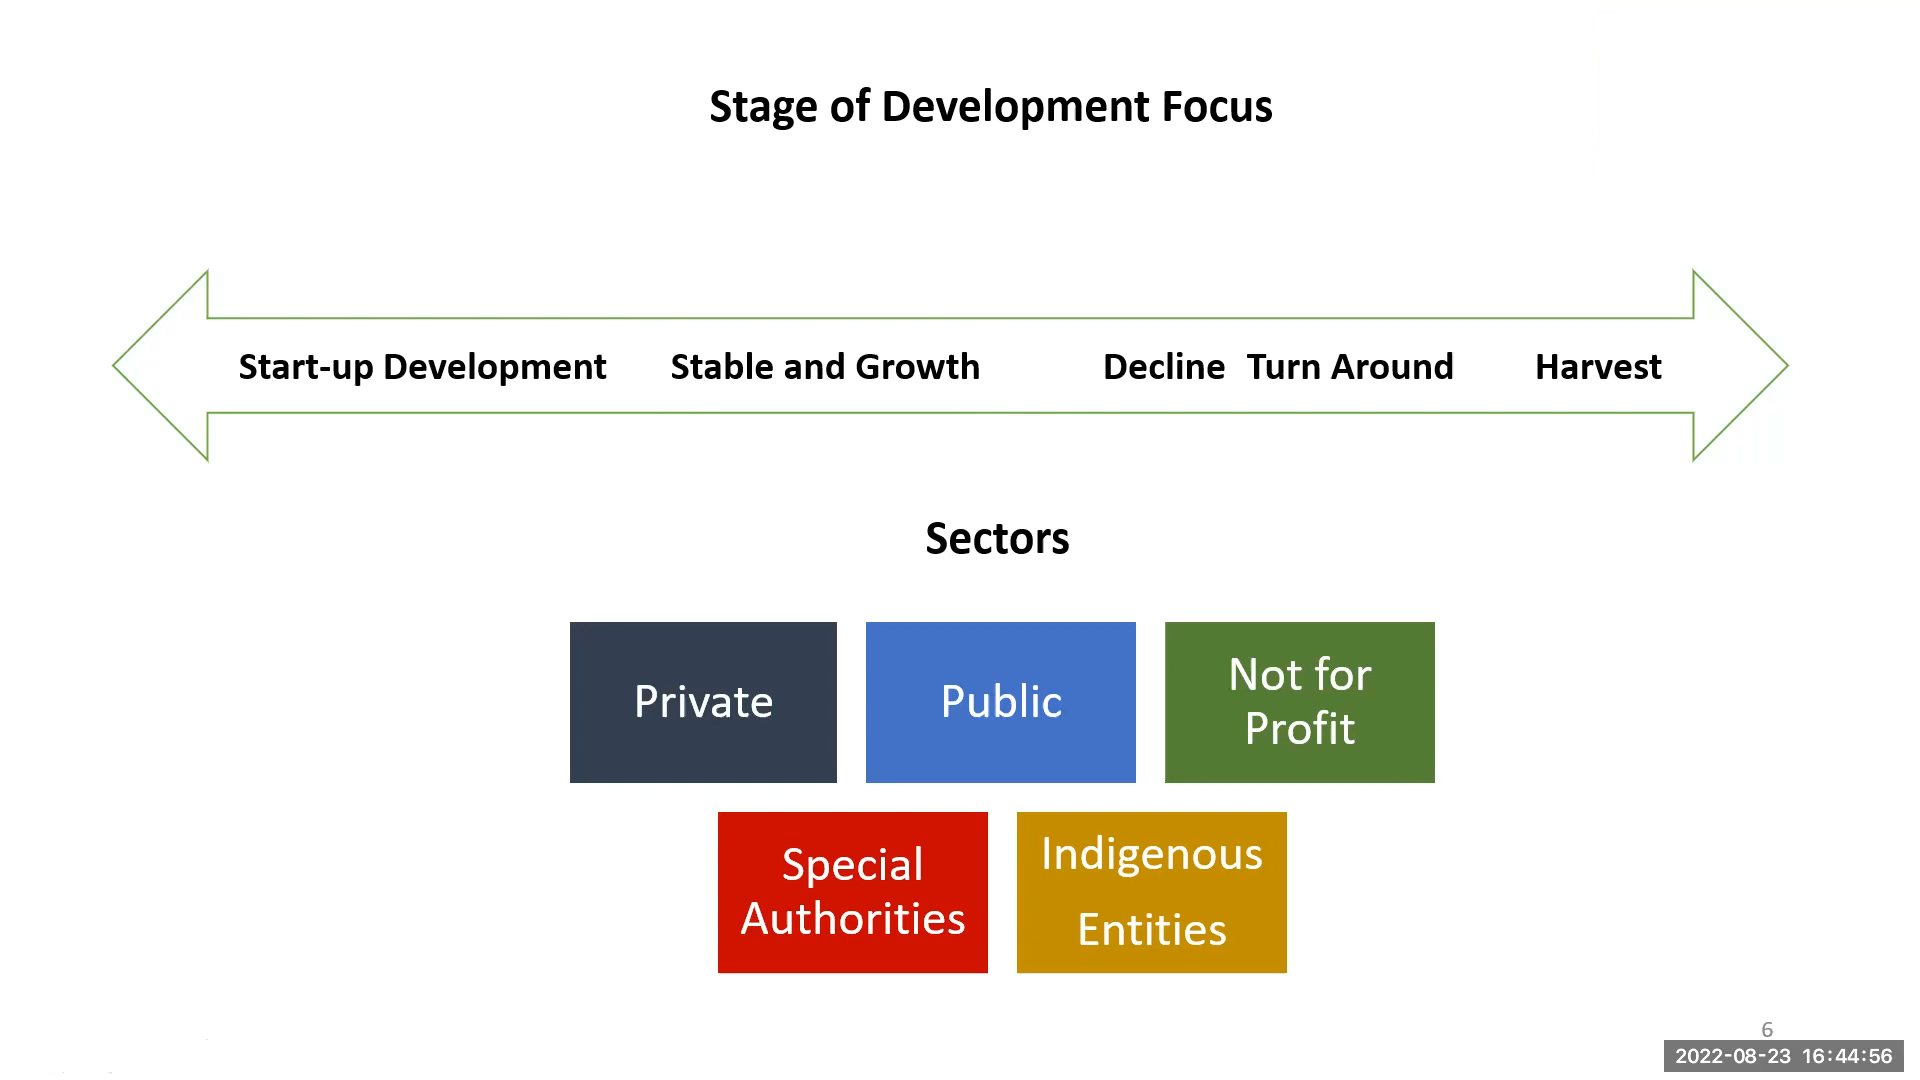 Stage of Development Focus
Start-up Development Stable and Growth Decline Turn Around Harvest
Sectors
Private Public Not for
Profit
Special
Authorities
Indigenous
Entities
6
2022-08-23 16:44:56